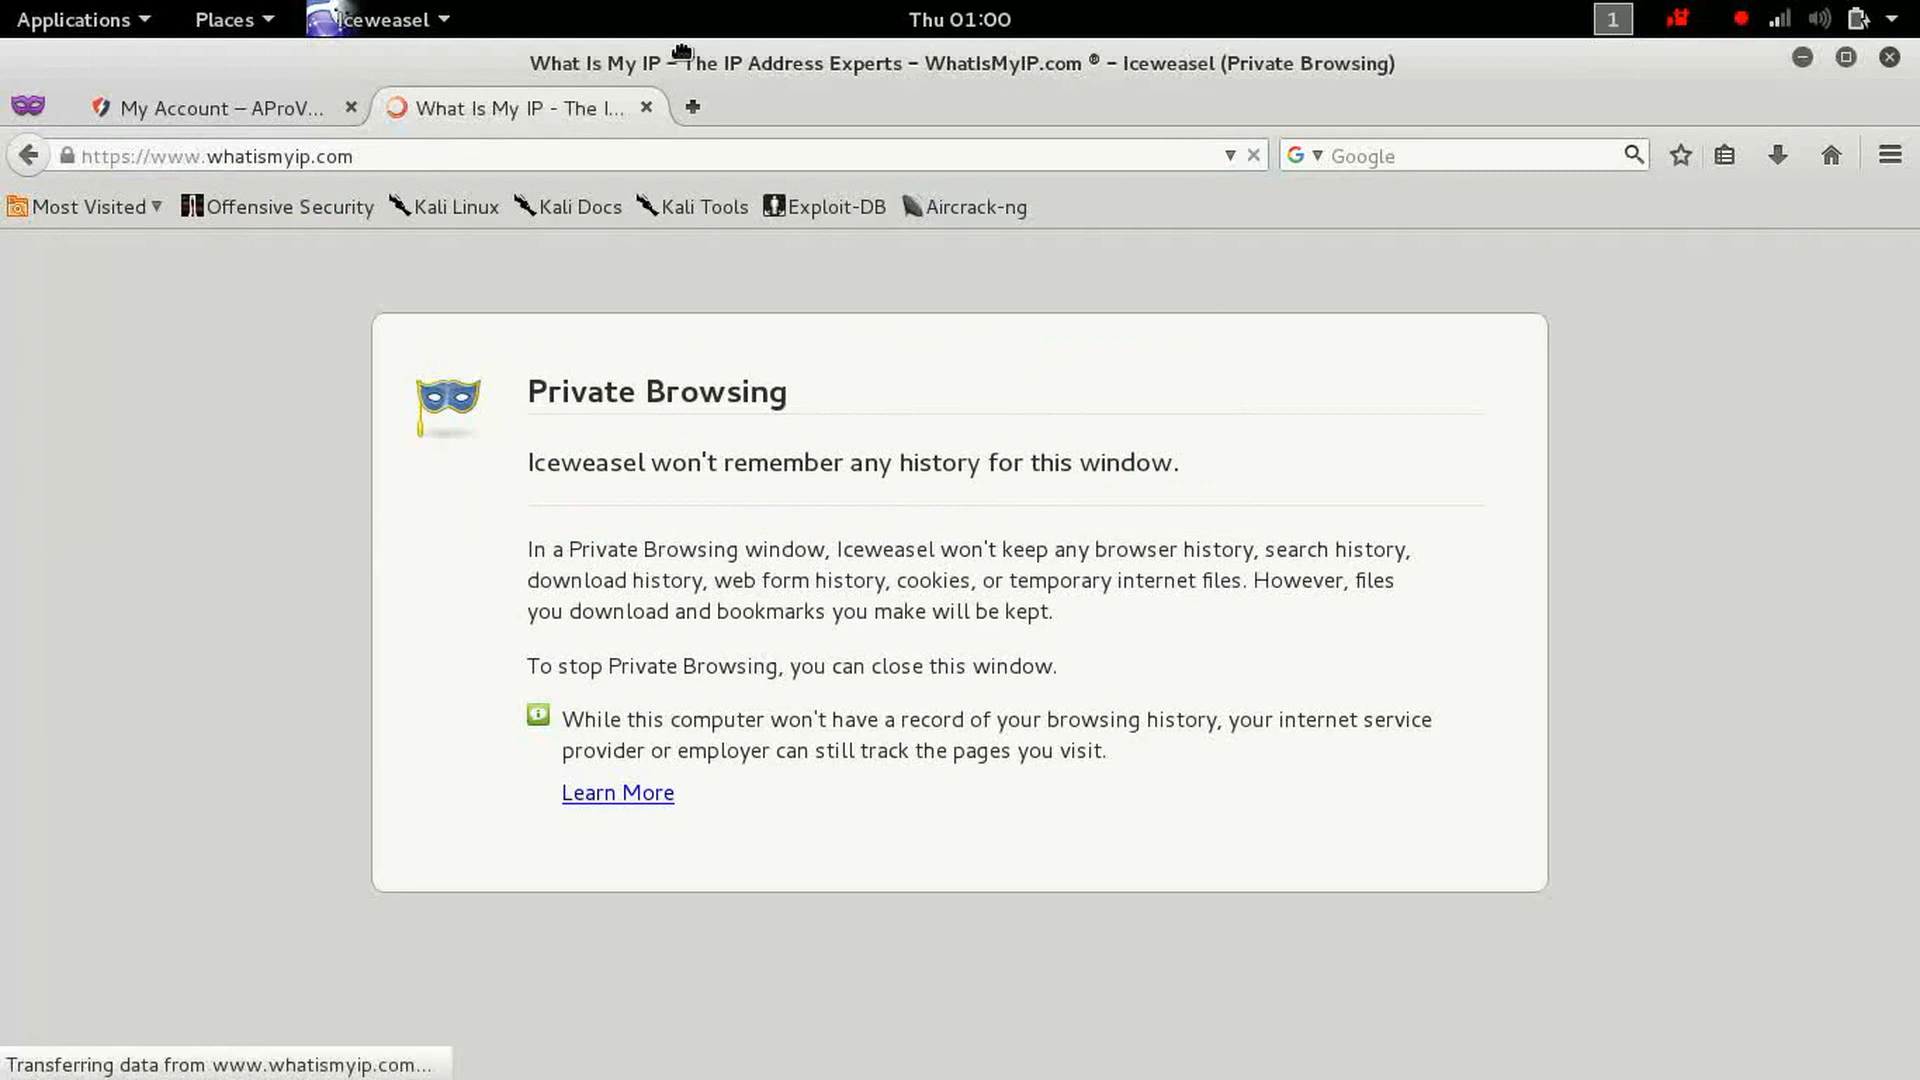 Applications Places Iceweasel Thu 01:00 1
What Is My IP - The IP Address Experts - WhatIsMyIP.com ® - Iceweasel (Private Browsing)
My Account – AProV... What Is My IP - The I...
https://www.whatismyip.com Google
Most Visited Offensive Security Kali Linux Kali Docs Kali Tools Exploit-DB Aircrack-ng
Private Browsing
Iceweasel won't remember any history for this window.
In a Private Browsing window, Iceweasel won't keep any browser history, search history,
download history, web form history, cookies, or temporary internet files. However, files
you download and bookmarks you make will be kept.
To stop Private Browsing, you can close this window.
While this computer won't have a record of your browsing history, your internet service
provider or employer can still track the pages you visit.
Learn More
Transferring data from www.whatismyip.com...